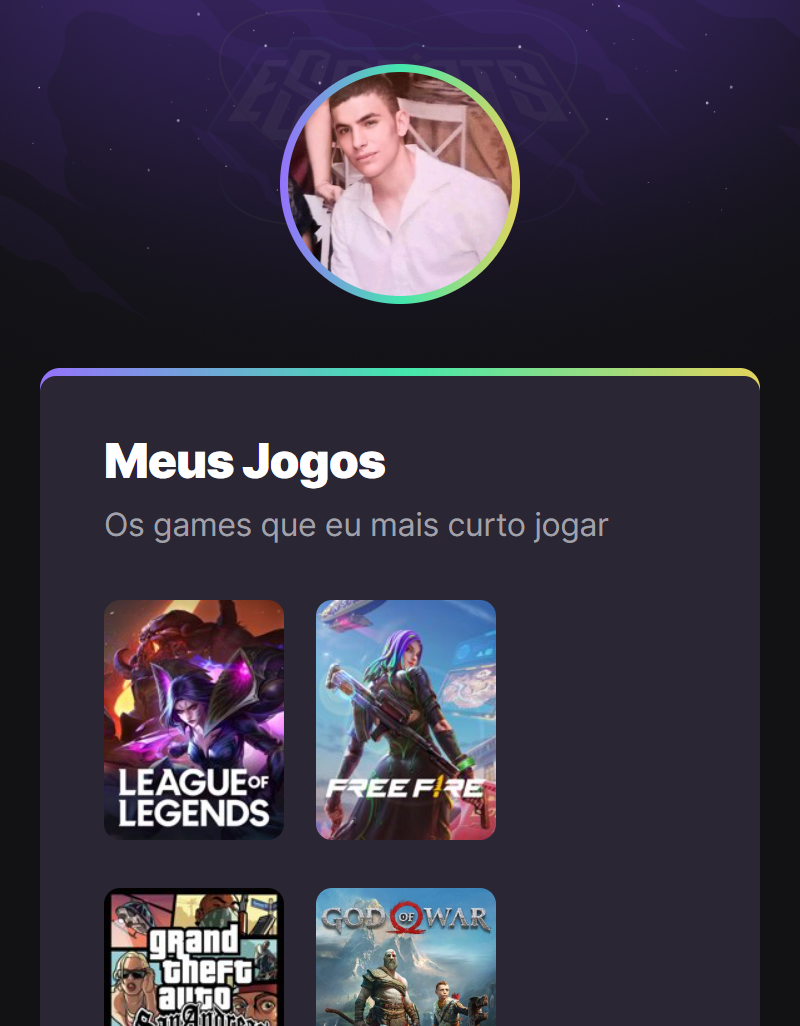 ESPORTS
Meus Jogos
Os games que eu mais curto jogar
LEAGUE OF
LEGENDS
FREE FIRE
grand
theft
auto
San Andreas
GOD OF WAR